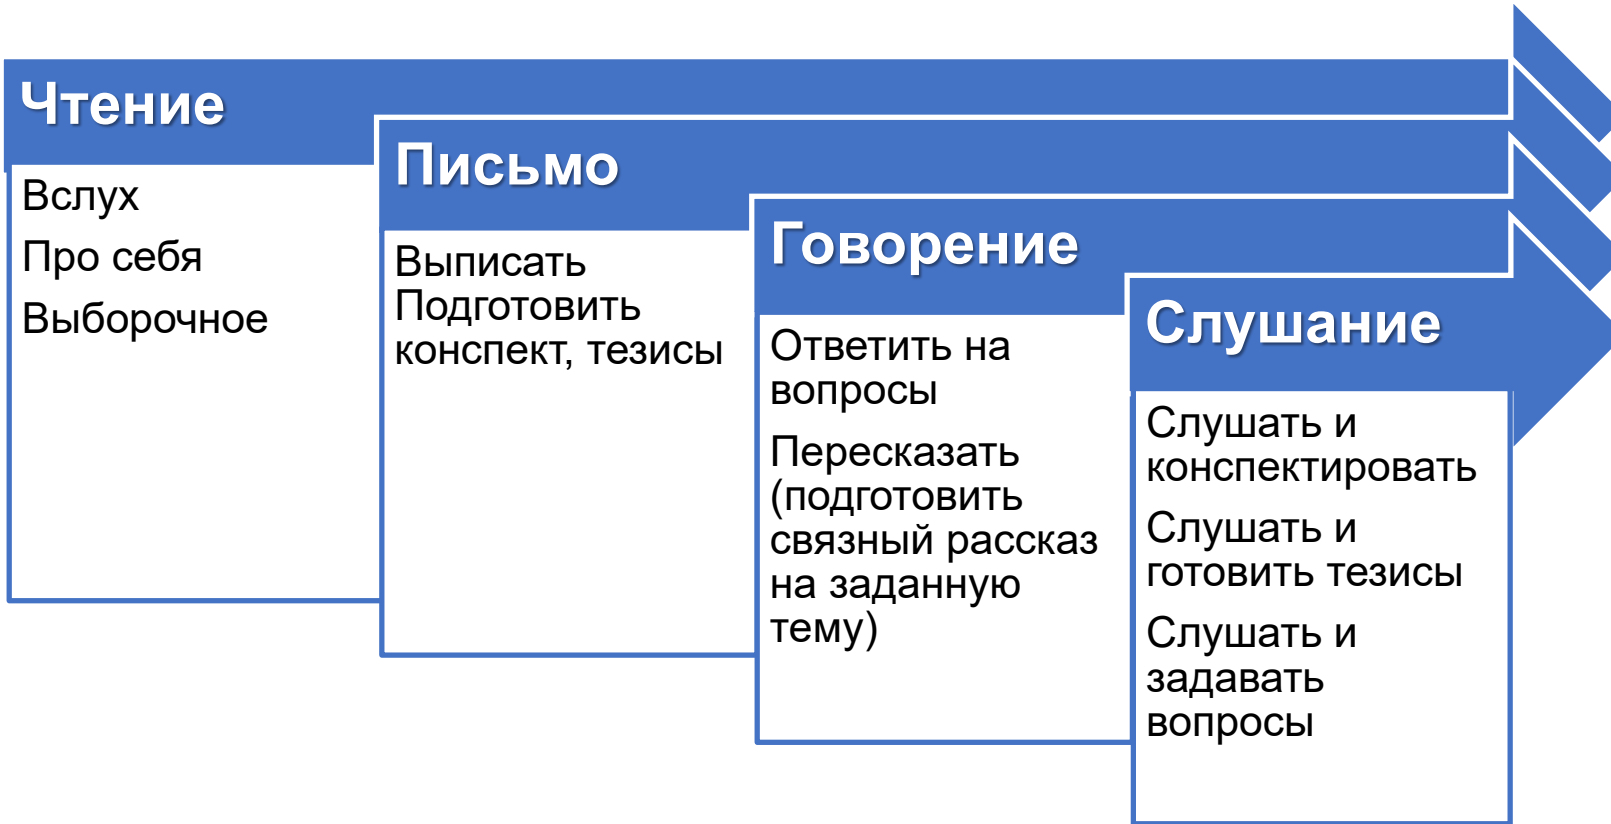 Чтение
Вслух
Про себя
Выборочное
Письмо
Выписать
Подготовить
конспект, тезисы
Говорение
Ответить на
вопросы
Пересказать
(подготовить
связный рассказ
на заданную
тему)
Слушание
Слушать и
конспектировать
Слушать и
готовить тезисы
Слушать и
задавать
вопросы